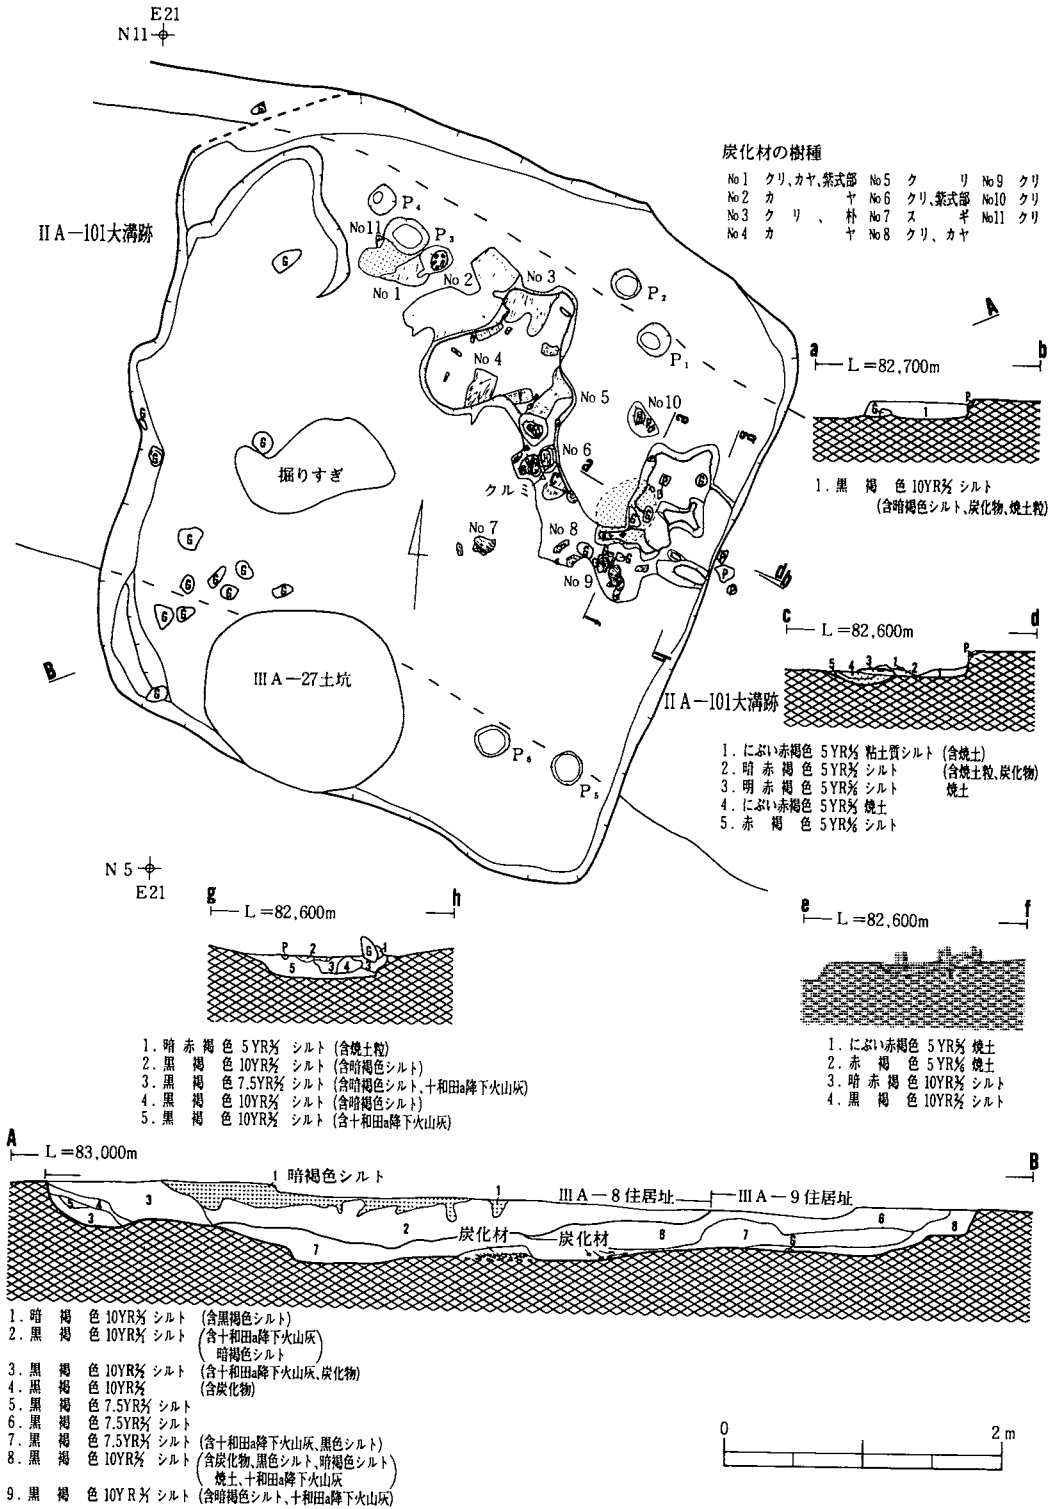 E21
N11
IIA—101大溝跡
炭化材の樹種
No1 クリ、カヤ、紫式部 No5 クリ No9 クリ
No2 カヤ No6 クリ、紫式部 No10 クリ
No3 クリ、朴 No7 スギ No11 クリ
No4 カヤ No8 クリ、カヤ
P₄
No11
P₃
No 1
No 2
No 3
P₂
P₁
No 4
No 5
No10
No 6
クルミ
掘りすぎ
No 7
No 8
No 9
A
a b
L=82,700m
1. 黒褐色 10YR シルト
(含暗褐色シルト、炭化物、焼土粒)
B
IIIA—27土坑
IIA—101大溝跡
P₆
P₅
c d
L=82,600m
1. にぶい赤褐色 5YR 粘土質シルト (含焼土)
2. 暗赤褐色 5YR シルト (含焼土粒、炭化物)
3. 明赤褐色 5YR シルト 焼土
4. にぶい赤褐色 5YR 焼土
5. 赤褐色 5YR シルト
N5
E21
g h
L=82,600m
1. 暗赤褐色 5YR シルト (含焼土粒)
2. 黒褐色 10YR シルト (含暗褐色シルト)
3. 黒褐色 7.5YR シルト (含暗褐色シルト、十和田a降下火山灰)
4. 黒褐色 10YR シルト (含暗褐色シルト)
5. 黒褐色 10YR シルト (含十和田a降下火山灰)
e f
L=82,600m
1. にぶい赤褐色 5YR 焼土
2. 赤褐色 5YR 焼土
3. 暗赤褐色 10YR シルト
4. 黒褐色 10YR シルト
A B
L=83,000m
1 暗褐色シルト
IIIA—8住居址 IIIA—9住居址
炭化材 炭化材
1. 暗褐色 10YR シルト (含黒褐色シルト)
2. 黒褐色 10YR シルト (含十和田a降下火山灰
暗褐色シルト)
3. 黒褐色 10YR シルト (含十和田a降下火山灰、炭化物)
4. 黒褐色 10YR (含炭化物)
5. 黒褐色 7.5YR シルト
6. 黒褐色 7.5YR シルト
7. 黒褐色 7.5YR シルト (含十和田a降下火山灰、黒色シルト)
8. 黒褐色 10YR シルト (含炭化物、黒色シルト、暗褐色シルト
焼土、十和田a降下火山灰)
9. 黒褐色 10YR シルト (含暗褐色シルト、十和田a降下火山灰)
0 2m